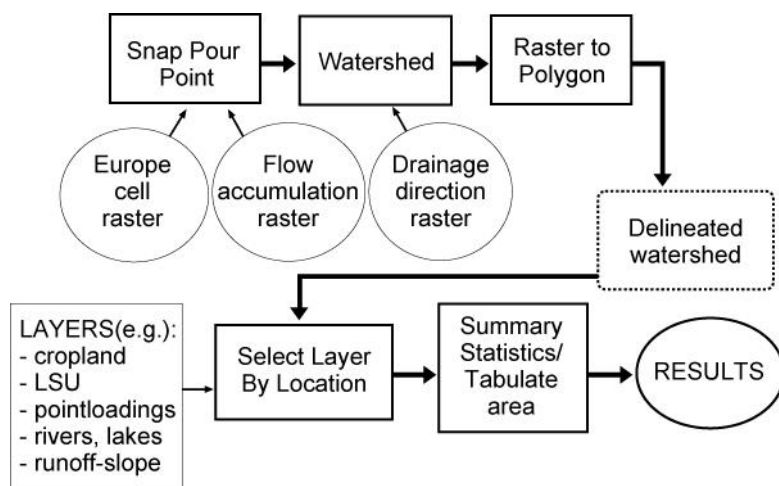 Snap Pour
Point
Watershed
Raster to
Polygon
Europe
cell
raster
Flow
accumulation
raster
Drainage
direction
raster
Delineated
watershed
LAYERS(e.g.):
- cropland
- LSU
- pointloadings
- rivers, lakes
- runoff-slope
Select Layer
By Location
Summary
Statistics/
Tabulate
area
RESULTS